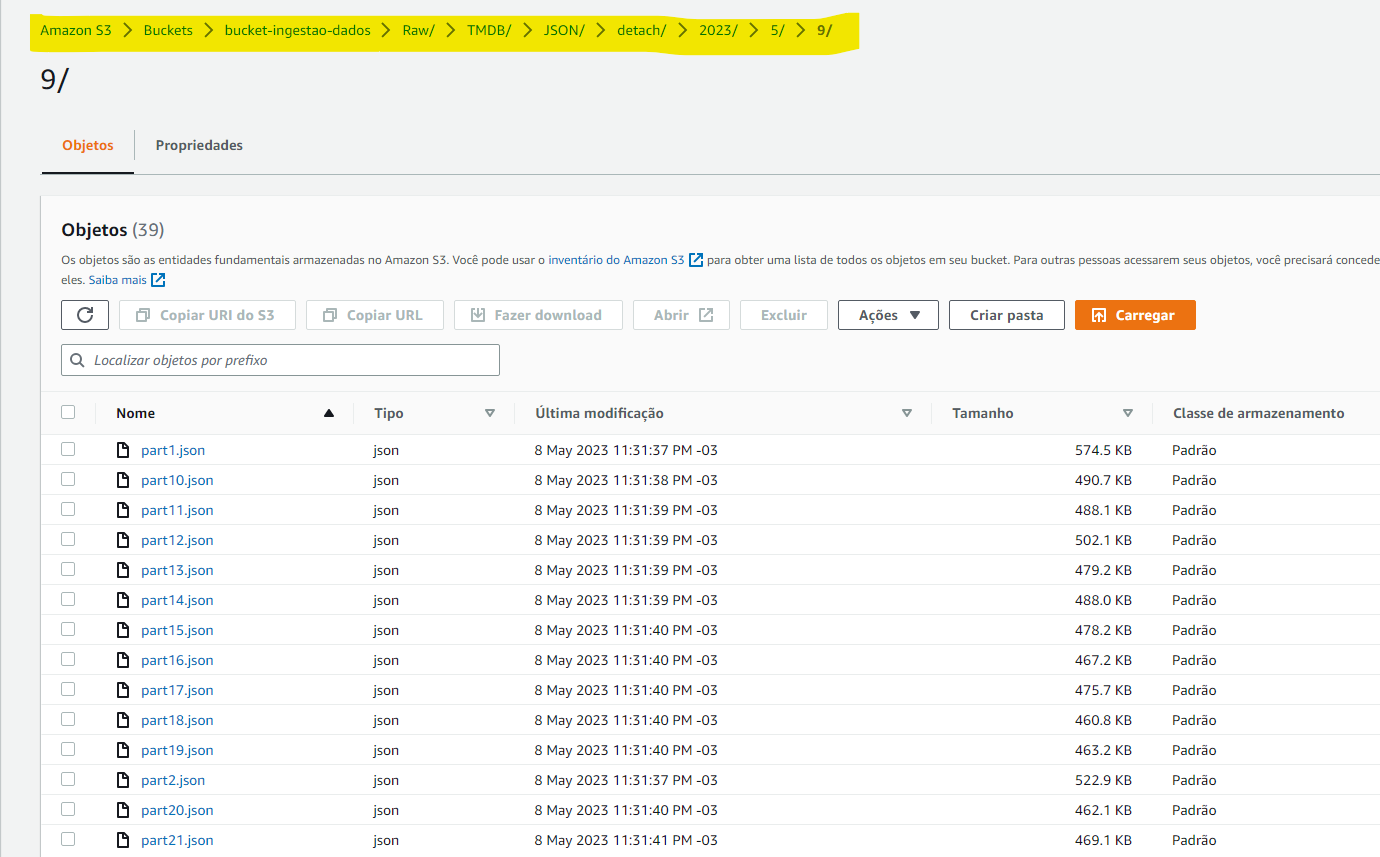 Amazon S3 > Buckets > bucket-ingestao-dados > Raw/ > TMDB/ > JSON/ > detach/ > 2023/ > 5/ > 9/
9/
Objetos Propriedades
Objetos (39)
Os objetos são as entidades fundamentais armazenadas no Amazon S3. Você pode usar o inventário do Amazon S3 para obter uma lista de todos os objetos em seu bucket. Para outras pessoas acessarem seus objetos, você precisará concede
eles. Saiba mais
Copiar URI do S3 Copiar URL Fazer download Abrir Excluir Ações Criar pasta Carregar
Localizar objetos por prefixo
Nome Tipo Última modificação Tamanho Classe de armazenamento
part1.json json 8 May 2023 11:31:37 PM -03 574.5 KB Padrão
part10.json json 8 May 2023 11:31:38 PM -03 490.7 KB Padrão
part11.json json 8 May 2023 11:31:39 PM -03 488.1 KB Padrão
part12.json json 8 May 2023 11:31:39 PM -03 502.1 KB Padrão
part13.json json 8 May 2023 11:31:39 PM -03 479.2 KB Padrão
part14.json json 8 May 2023 11:31:39 PM -03 488.0 KB Padrão
part15.json json 8 May 2023 11:31:40 PM -03 478.2 KB Padrão
part16.json json 8 May 2023 11:31:40 PM -03 467.2 KB Padrão
part17.json json 8 May 2023 11:31:40 PM -03 475.7 KB Padrão
part18.json json 8 May 2023 11:31:40 PM -03 460.8 KB Padrão
part19.json json 8 May 2023 11:31:40 PM -03 463.2 KB Padrão
part2.json json 8 May 2023 11:31:37 PM -03 522.9 KB Padrão
part20.json json 8 May 2023 11:31:40 PM -03 462.1 KB Padrão
part21.json json 8 May 2023 11:31:41 PM -03 469.1 KB Padrão